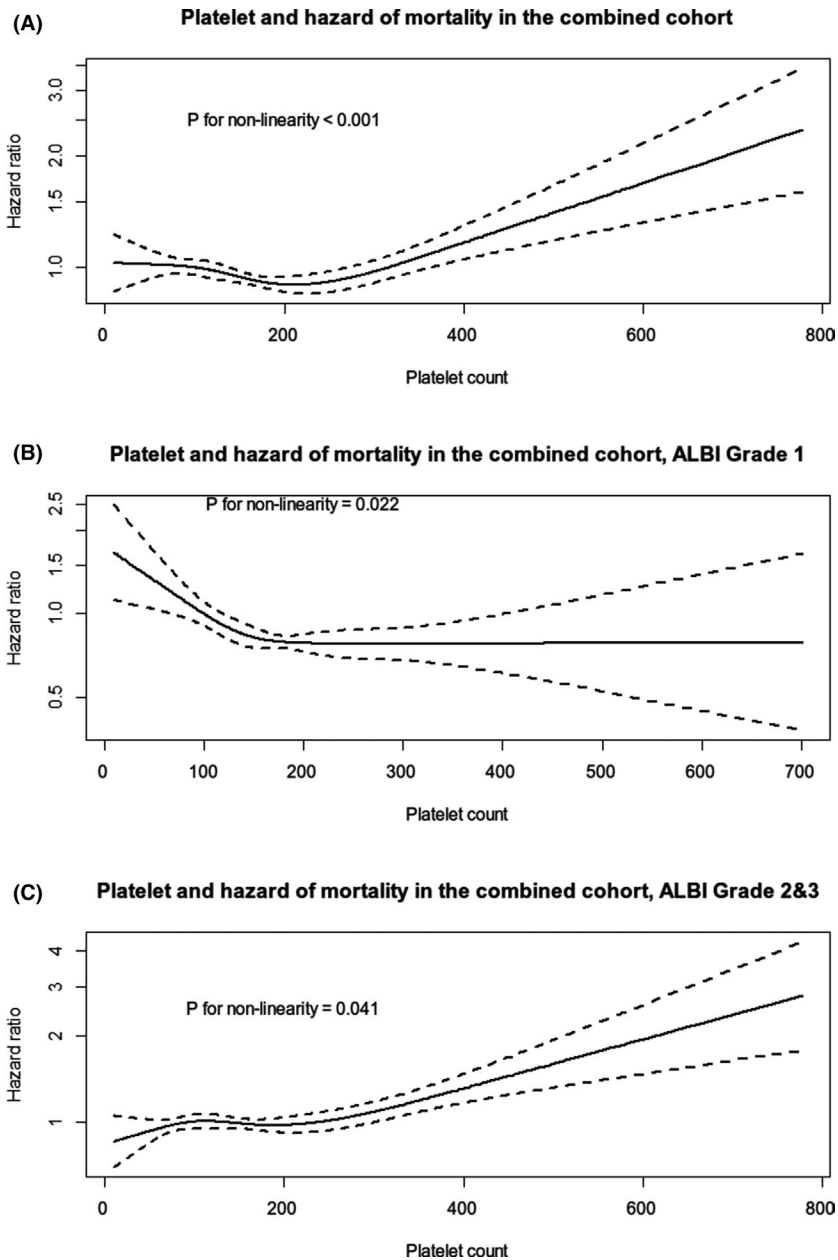 (A)
Platelet and hazard of mortality in the combined cohort
P for non-linearity < 0.001
Hazard ratio
3.0
2.0
1.5
1.0
0 200 400 600 800
Platelet count
(B)
Platelet and hazard of mortality in the combined cohort, ALBI Grade 1
P for non-linearity = 0.022
Hazard ratio
2.5
1.5
1.0
0.5
0 100 200 300 400 500 600 700
Platelet count
(C)
Platelet and hazard of mortality in the combined cohort, ALBI Grade 2&3
P for non-linearity = 0.041
Hazard ratio
4
3
2
1
0 200 400 600 800
Platelet count